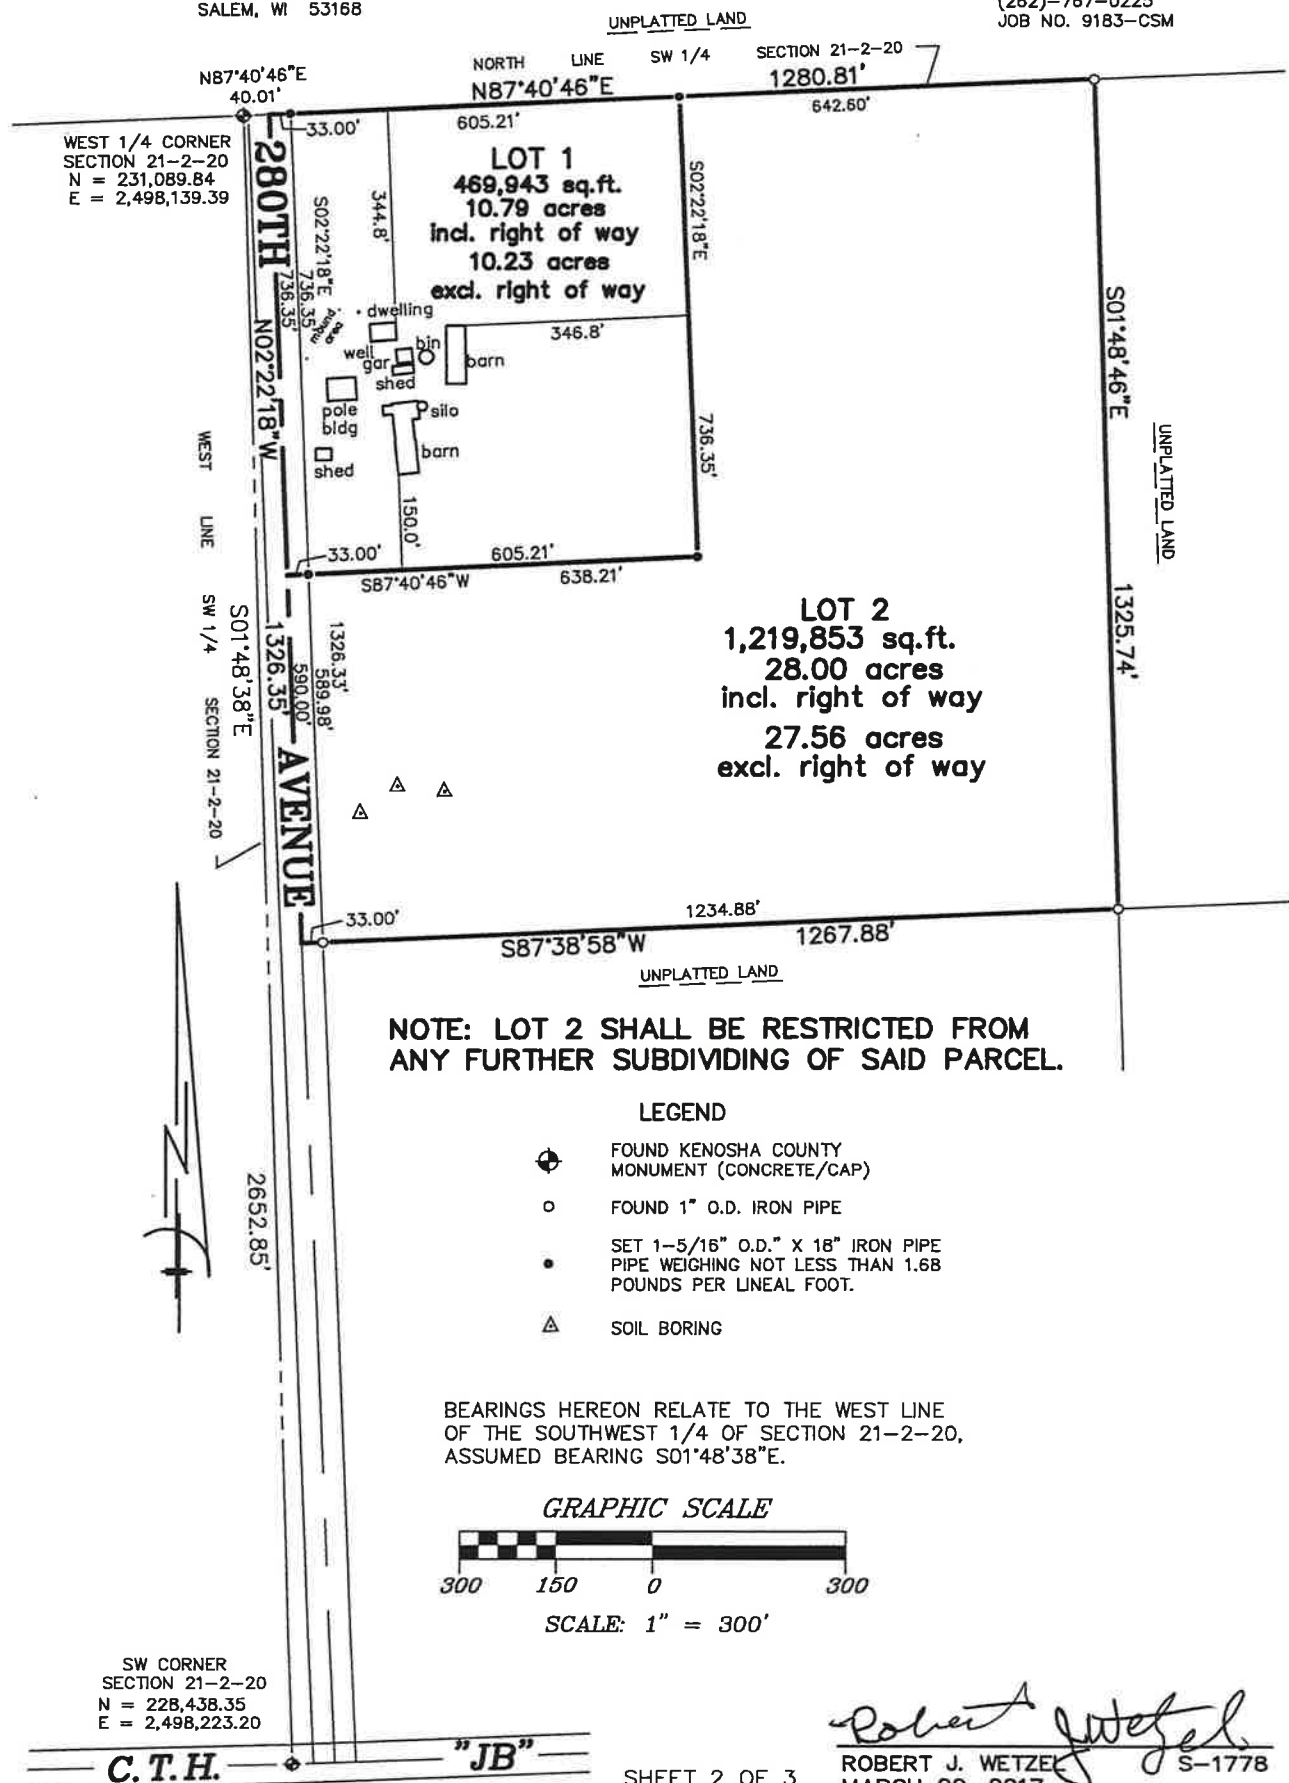 SALEM, WI 53168
(262)-767-0225
JOB NO. 9183-CSM
UNPLATTED LAND
NORTH LINE SW 1/4 SECTION 21-2-20
N87°40'46"E
40.01'
N87°40'46"E
1280.81'
33.00'
605.21'
642.60'
WEST 1/4 CORNER
SECTION 21-2-20
N = 231,089.84
E = 2,498,139.39
LOT 1
469,943 sq.ft.
10.79 acres
incl. right of way
10.23 acres
excl. right of way
280TH
S02°22'18"E
344.8'
S02°22'18"E
736.35'
736.35'
N02°22'18"W
mound
area
dwelling
346.8'
well
bin
gar
barn
shed
pole
bldg
silo
barn
shed
736.35'
150.0'
S01°48'46"E
UNPLATTED LAND
1325.74'
WEST LINE SW 1/4 SECTION 21-2-20
33.00'
605.21'
S87°40'46"W
638.21'
S01°48'38"E
1326.35'
1326.33'
589.98'
590.00'
AVENUE
LOT 2
1,219,853 sq.ft.
28.00 acres
incl. right of way
27.56 acres
excl. right of way
33.00'
1234.88'
S87°38'58"W
1267.88'
UNPLATTED LAND
NOTE: LOT 2 SHALL BE RESTRICTED FROM
ANY FURTHER SUBDIVIDING OF SAID PARCEL.
N
2652.85'
LEGEND
FOUND KENOSHA COUNTY
MONUMENT (CONCRETE/CAP)
FOUND 1" O.D. IRON PIPE
SET 1-5/16" O.D." X 18" IRON PIPE
PIPE WEIGHING NOT LESS THAN 1.68
POUNDS PER LINEAL FOOT.
SOIL BORING
BEARINGS HEREON RELATE TO THE WEST LINE
OF THE SOUTHWEST 1/4 OF SECTION 21-2-20,
ASSUMED BEARING S01°48'38"E.
GRAPHIC SCALE
300 150 0 300
SCALE: 1" = 300'
SW CORNER
SECTION 21-2-20
N = 228,438.35
E = 2,498,223.20
C.T.H. "JB"
Robert J. Wetzel
ROBERT J. WETZEL S-1778
SHEET 2 OF 3